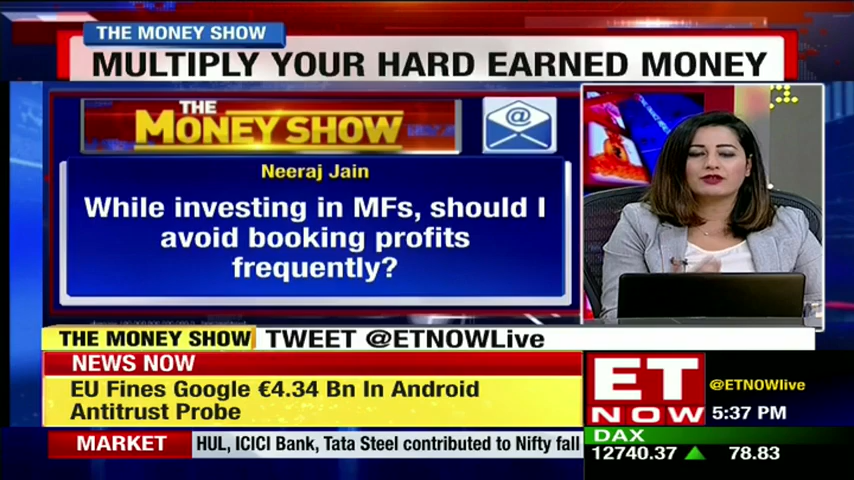 THE MONEY SHOW
MULTIPLY YOUR HARD EARNED MONEY
THE
MONEY SHOW
@
Neeraj Jain
While investing in MFs, should I
avoid booking profits
frequently?
THE MONEY SHOW TWEET @ETNOWLive
NEWS NOW
EU Fines Google €4.34 Bn In Android
Antitrust Probe
ET
NOW
@ETNOWlive
5:37 PM
DAX
12740.37 ▲ 78.83
MARKET HUL, ICICI Bank, Tata Steel contributed to Nifty fall